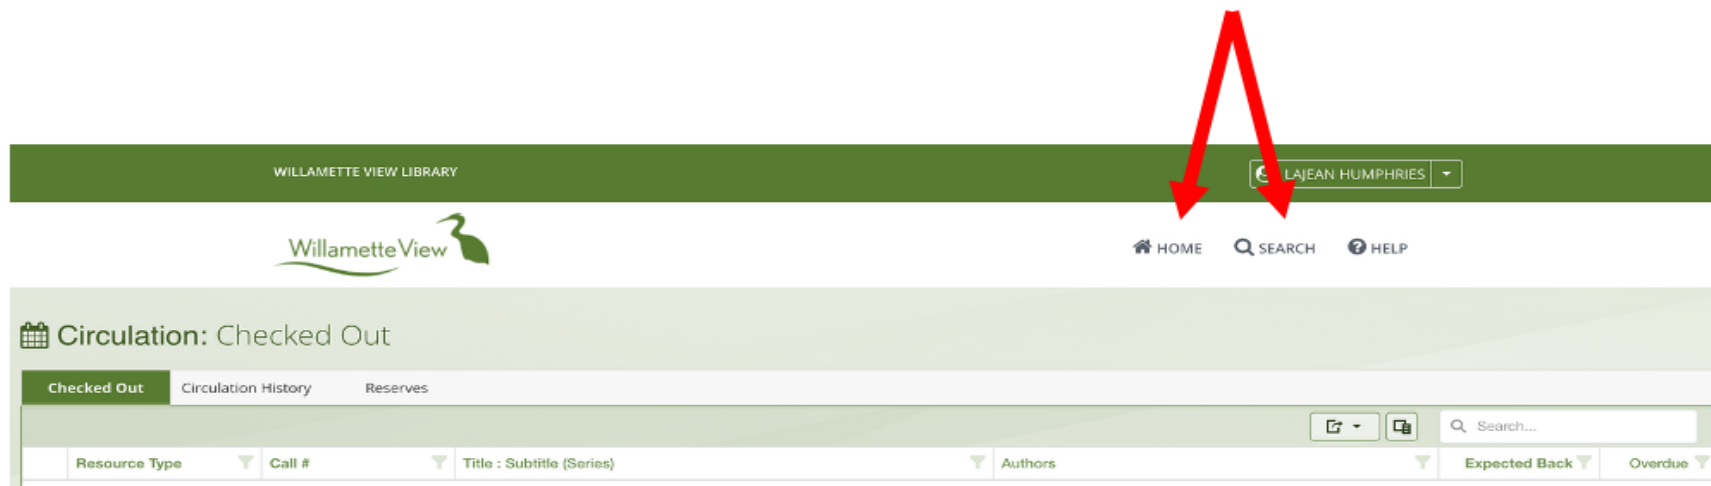 WILLAMETTE VIEW LIBRARY
LAJEAN HUMPHRIES
Willamette View
HOME SEARCH HELP
Circulation: Checked Out
Checked Out Circulation History Reserves
Search...
Resource Type Call # Title : Subtitle (Series) Authors Expected Back Overdue